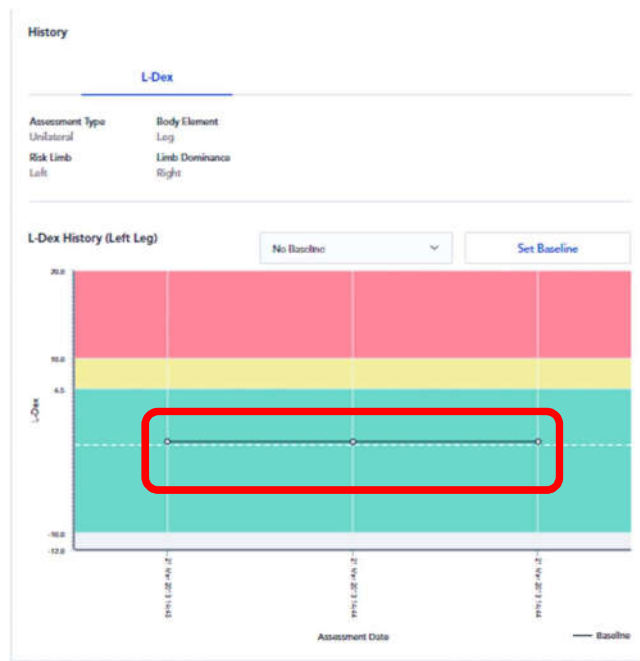 History
L-Dex
Assessment Type Body Element
Unilateral Leg
Risk Limb Limb Dominance
Left Right
L-Dex History (Left Leg)
No Baseline
Set Baseline
20.0
10.0
6.5
L-Dex
-10.0
-12.0
Assessment Date
Baseline